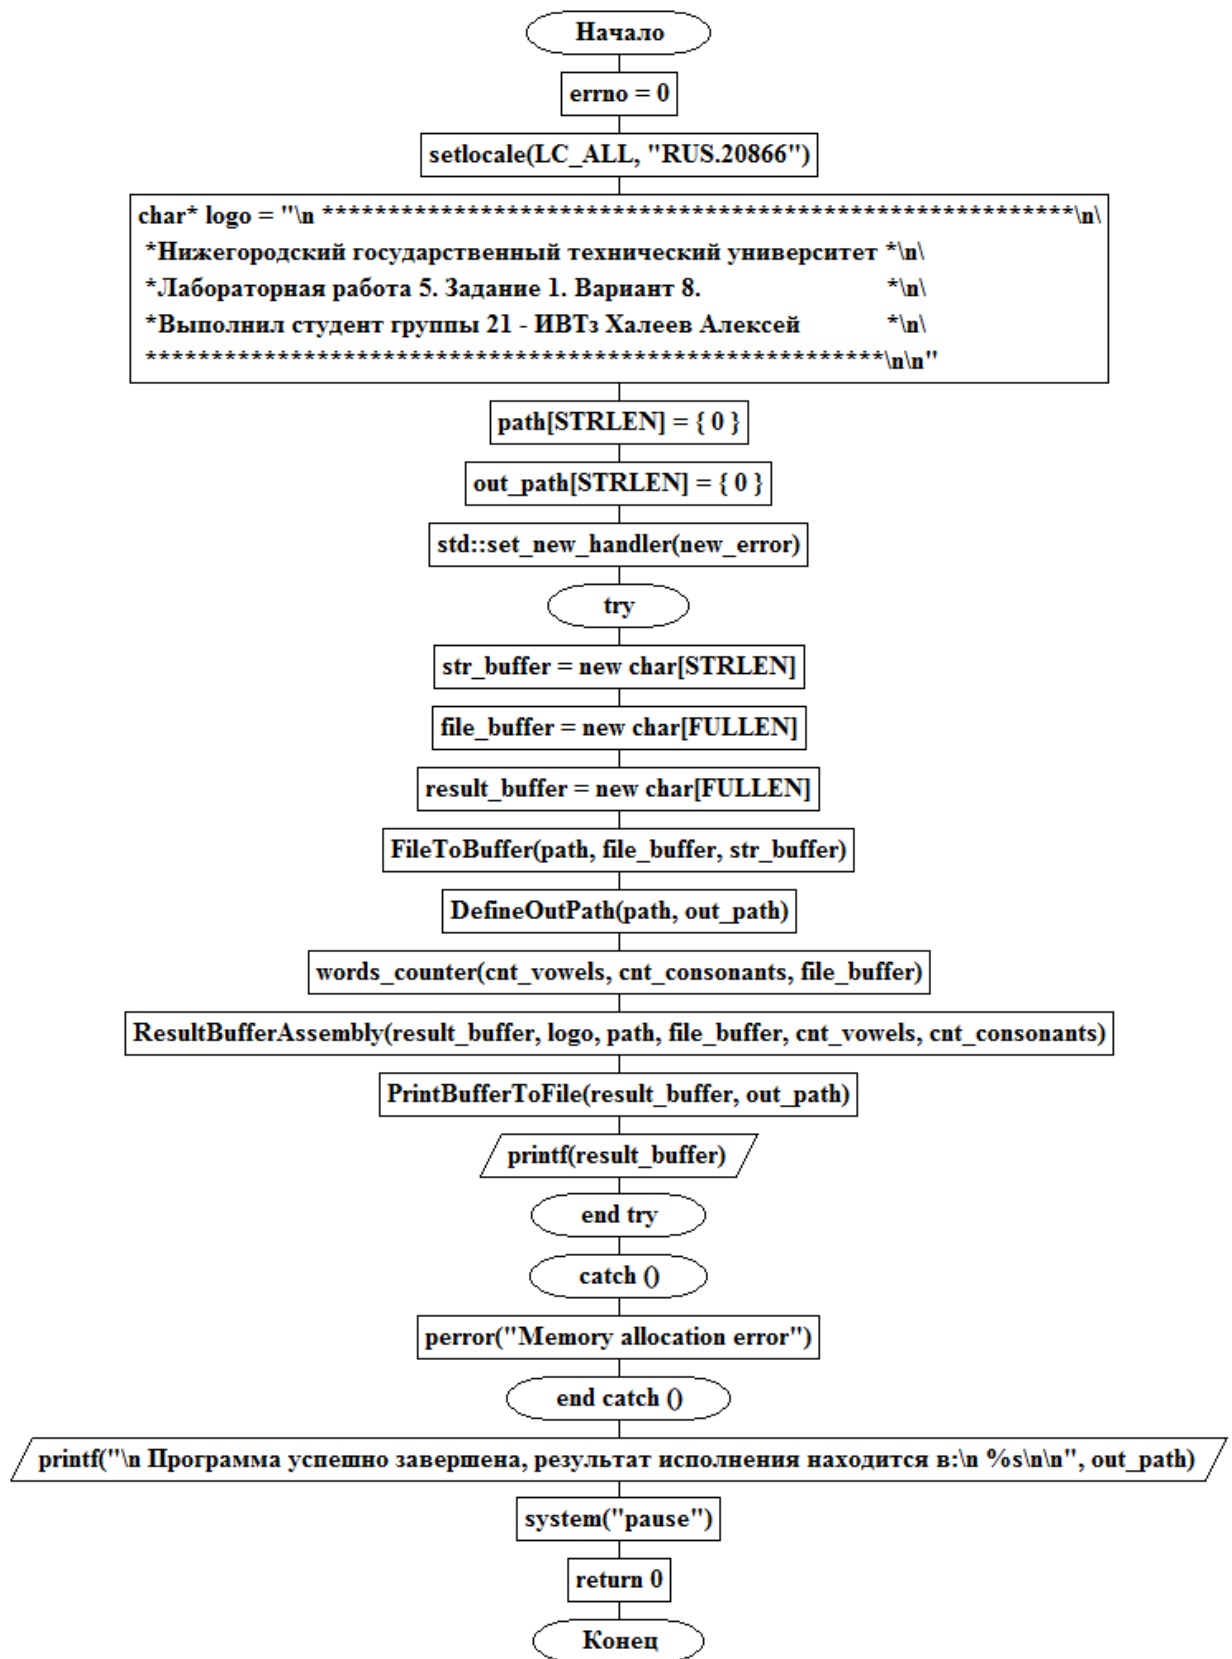 Начало
errno = 0
setlocale(LC_ALL, "RUS.20866")
char* logo = "\n *********************************************************\n\
*Нижегородский государственный технический университет *\n\
*Лабораторная работа 5. Задание 1. Вариант 8. *\n\
*Выполнил студент группы 21 - ИВТз Халеев Алексей *\n\
********************************************************\n\n"
path[STRLEN] = { 0 }
out_path[STRLEN] = { 0 }
std::set_new_handler(new_error)
try
str_buffer = new char[STRLEN]
file_buffer = new char[FULLEN]
result_buffer = new char[FULLEN]
FileToBuffer(path, file_buffer, str_buffer)
DefineOutPath(path, out_path)
words_counter(cnt_vowels, cnt_consonants, file_buffer)
ResultBufferAssembly(result_buffer, logo, path, file_buffer, cnt_vowels, cnt_consonants)
PrintBufferToFile(result_buffer, out_path)
printf(result_buffer)
end try
catch ()
perror("Memory allocation error")
end catch ()
printf("\n Программа успешно завершена, результат исполнения находится в:\n %s\n\n", out_path)
system("pause")
return 0
Конец